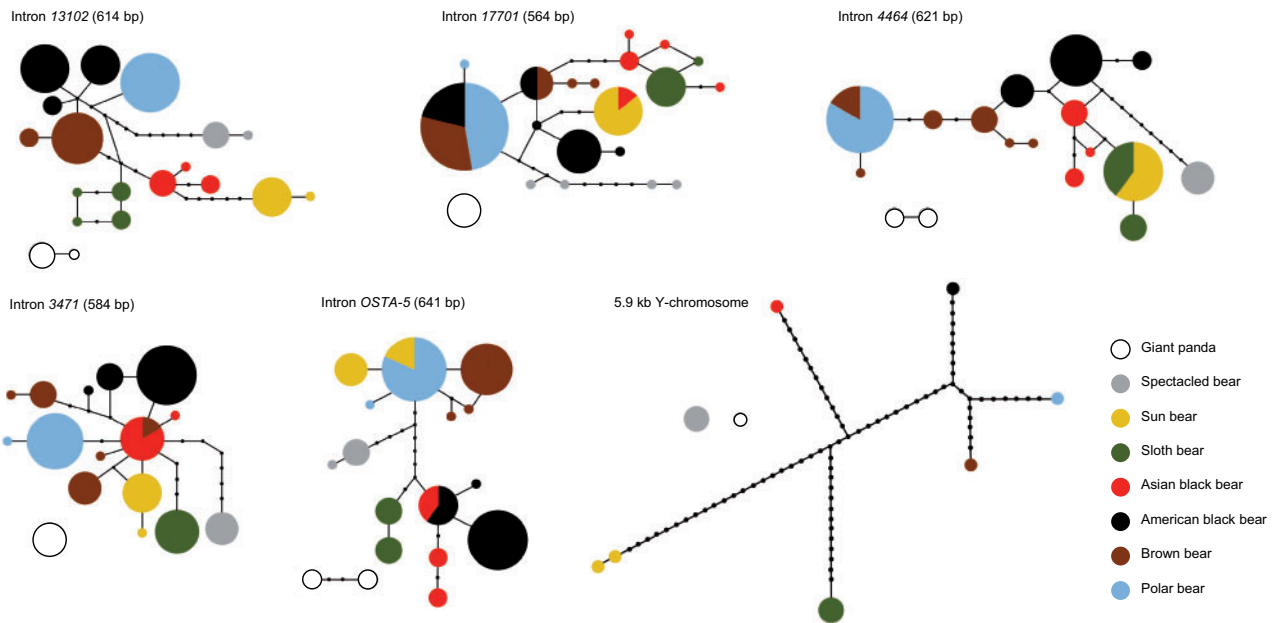 Intron 13102 (614 bp)
Intron 17701 (564 bp)
Intron 4464 (621 bp)
Intron 3471 (584 bp)
Intron OSTA-5 (641 bp)
5.9 kb Y-chromosome
Giant panda
Spectacled bear
Sun bear
Sloth bear
Asian black bear
American black bear
Brown bear
Polar bear